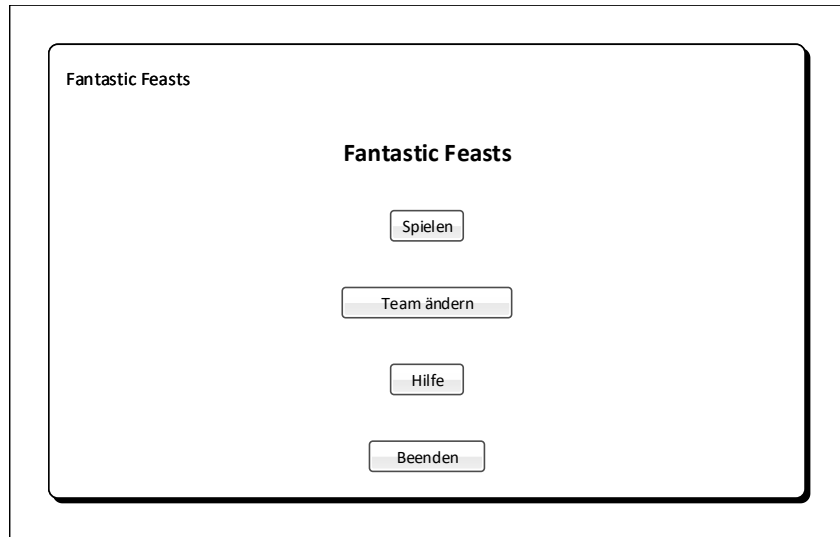 Fantastic Feasts
Fantastic Feasts
Spielen
Team ändern
Hilfe
Beenden